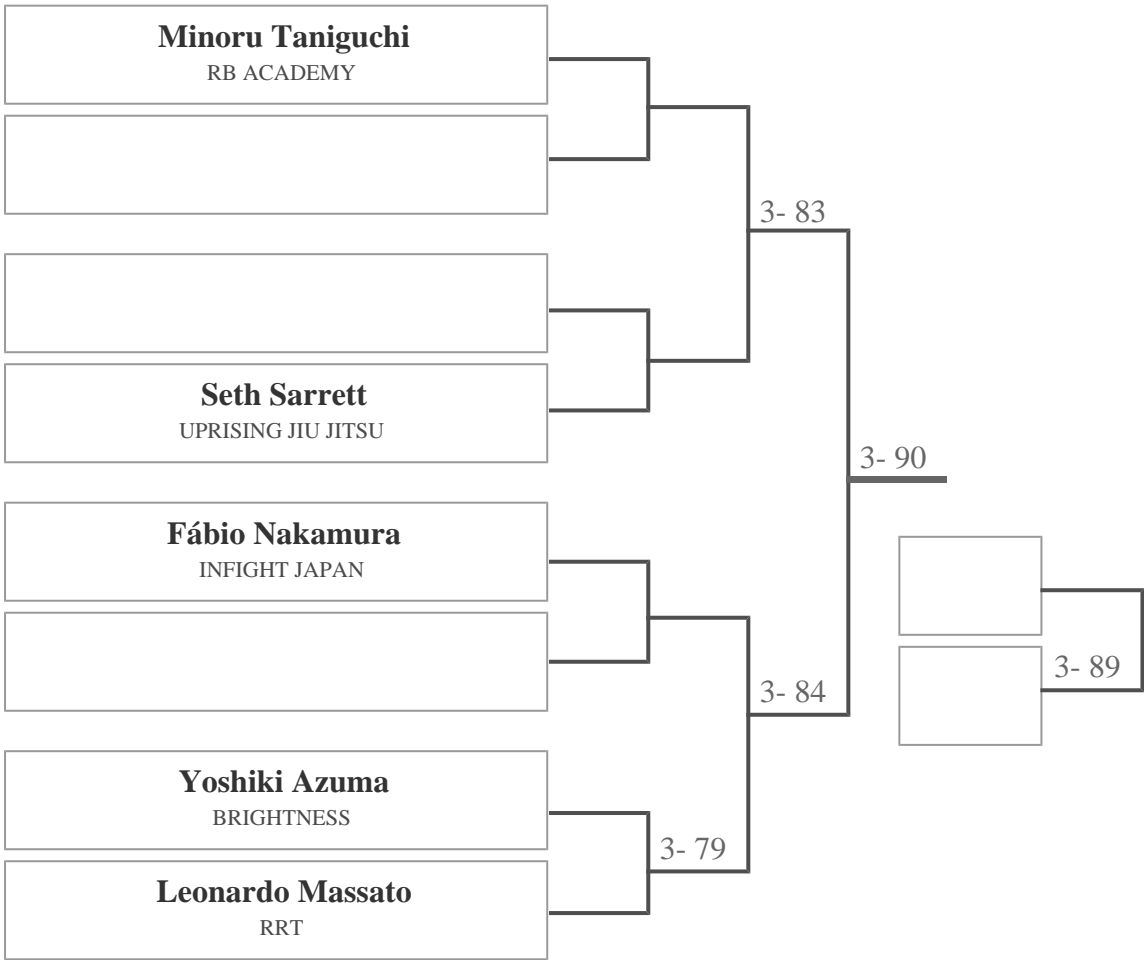 Minoru Taniguchi
RB ACADEMY
3- 83
Seth Sarrett
UPRISING JIU JITSU
3- 90
Fábio Nakamura
INFIGHT JAPAN
3- 89
3- 84
Yoshiki Azuma
BRIGHTNESS
3- 79
Leonardo Massato
RRT